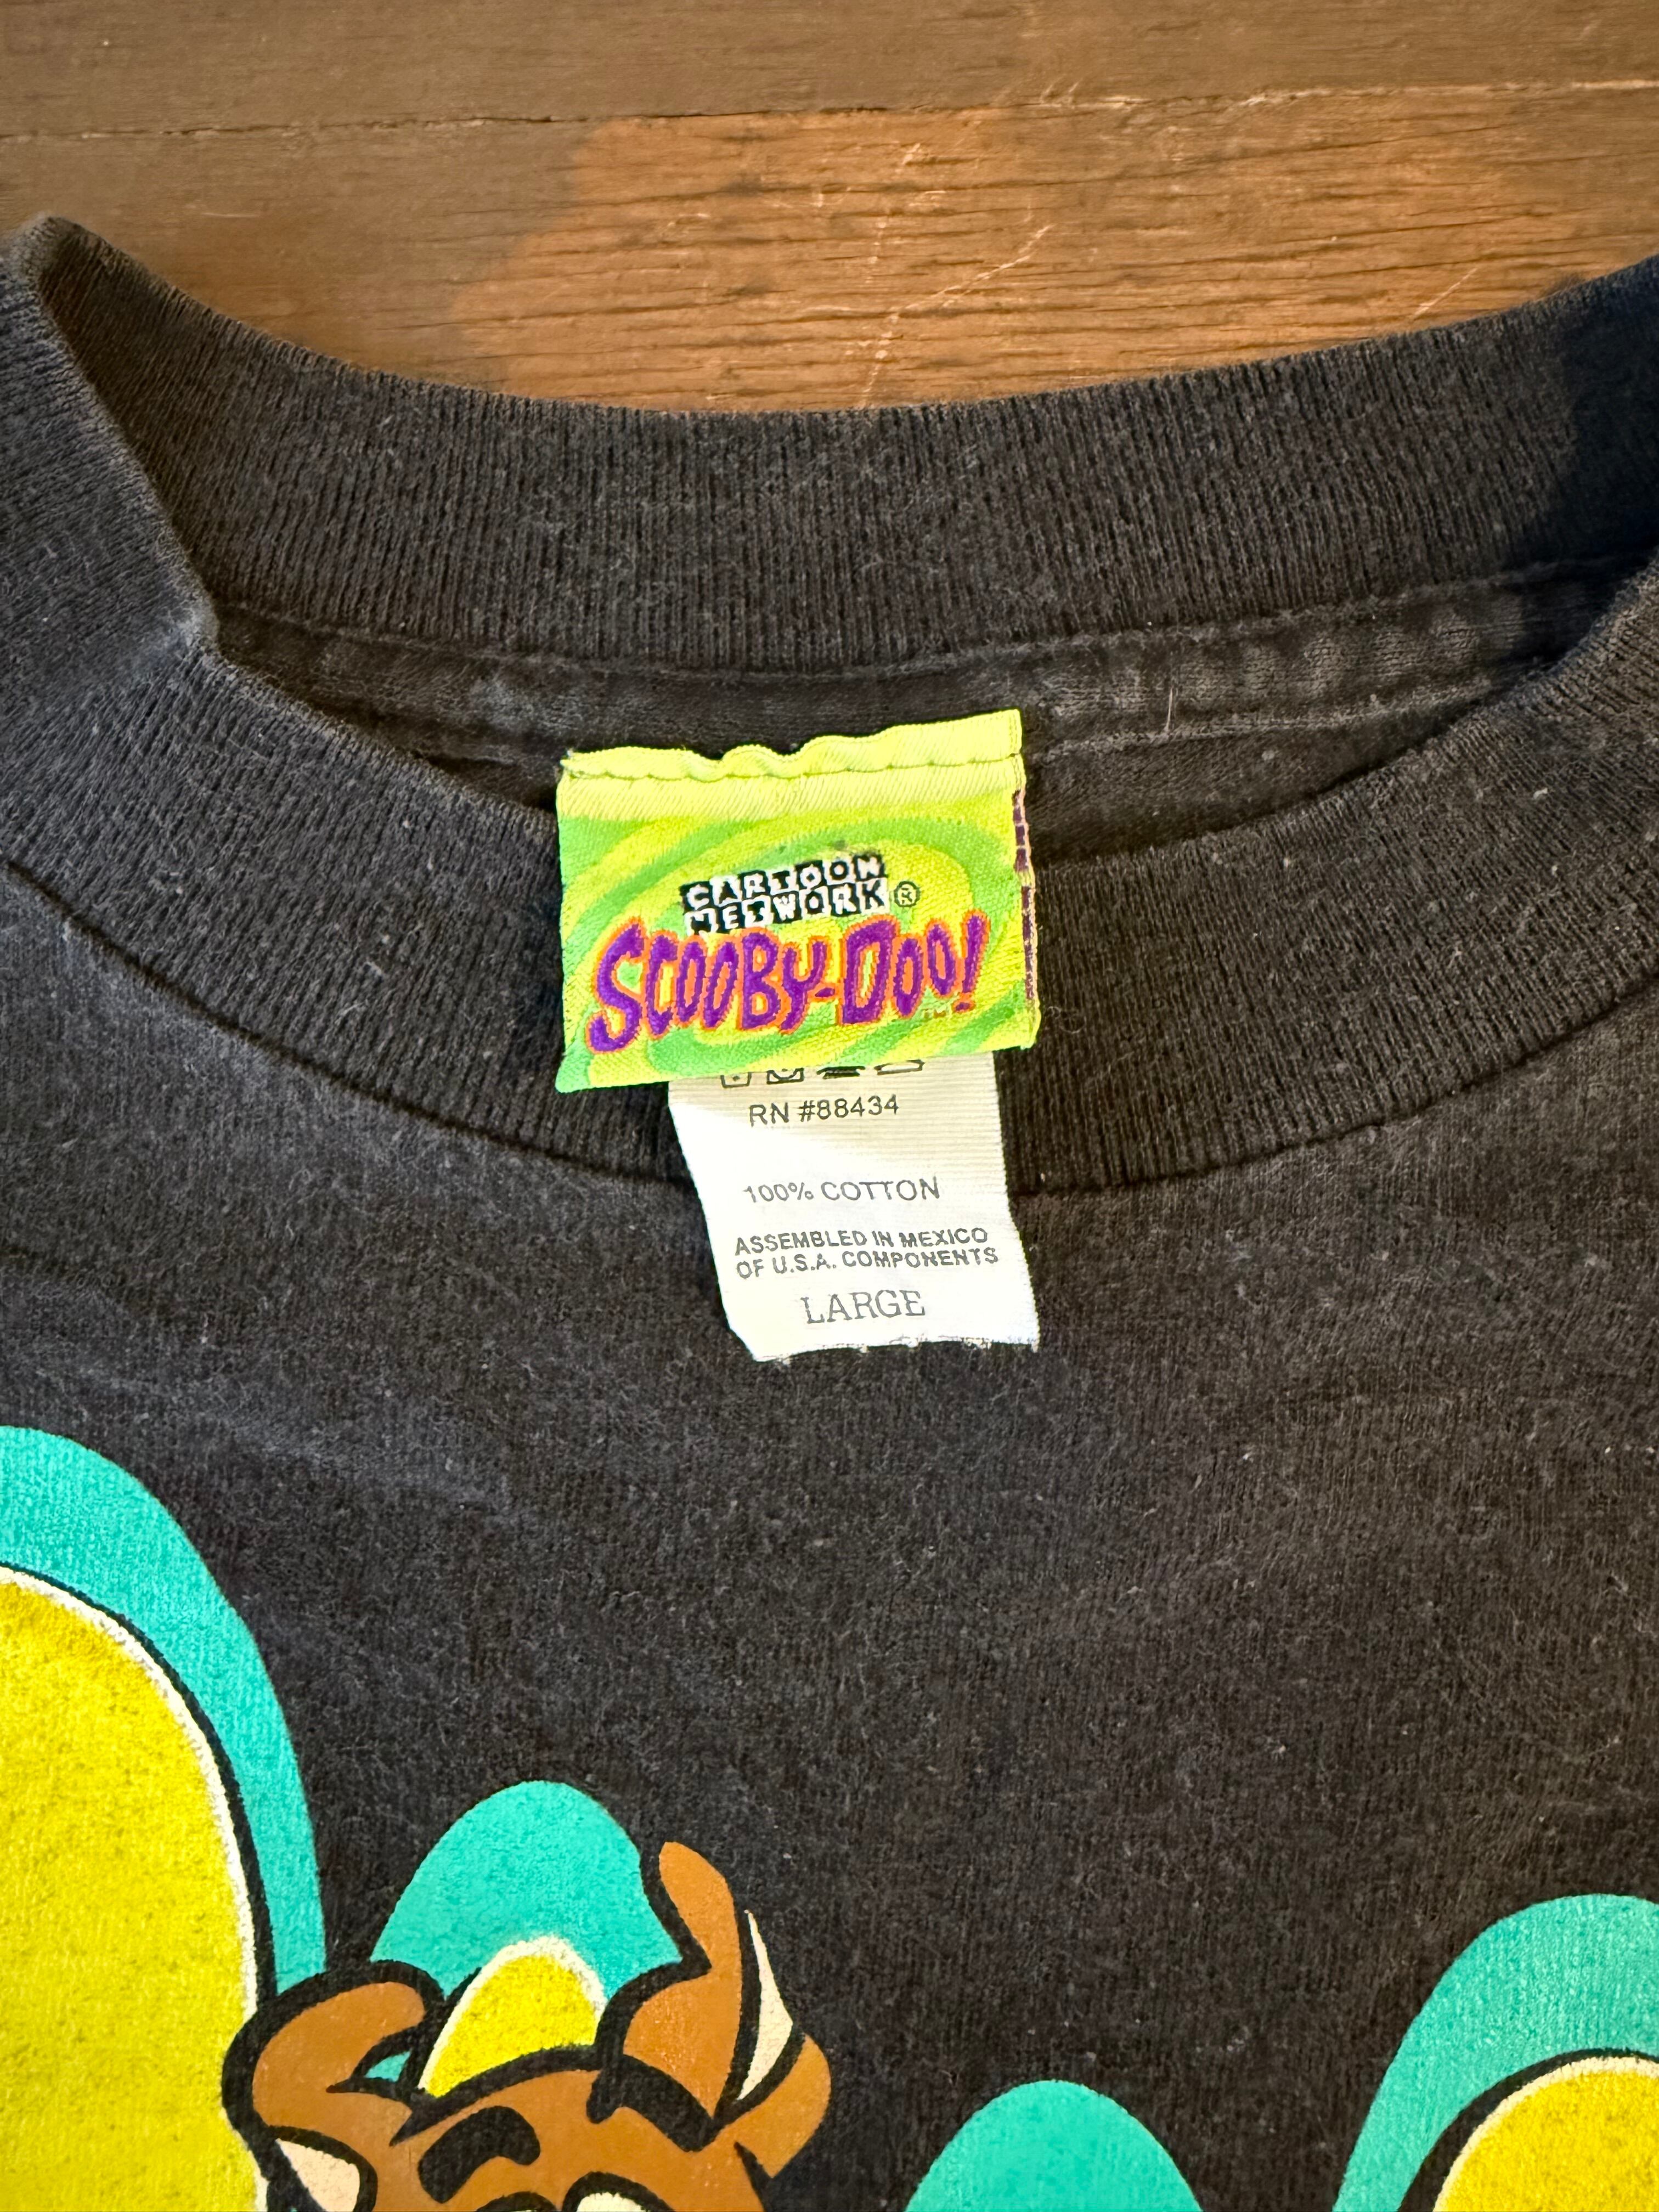 CARTOON
NETWORK®
SCOOBY-DOO!
RN #88434
100% COTTON
ASSEMBLED IN MEXICO
OF U.S.A. COMPONENTS
LARGE